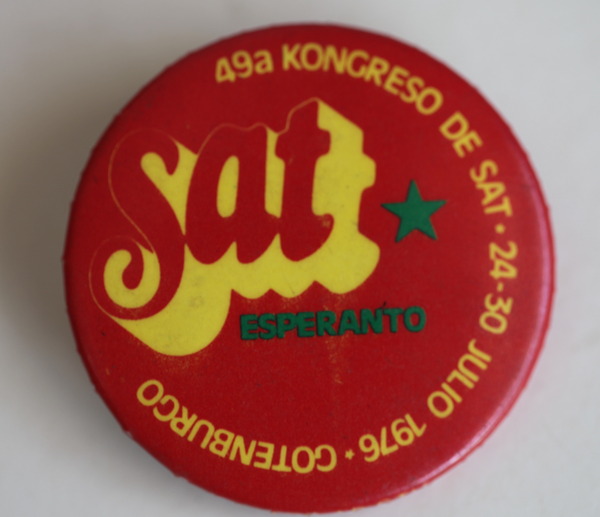 49a KONGRESO DE SAT • 24-30 JULIO 1976 • GOTENBURGO
sat
ESPERANTO